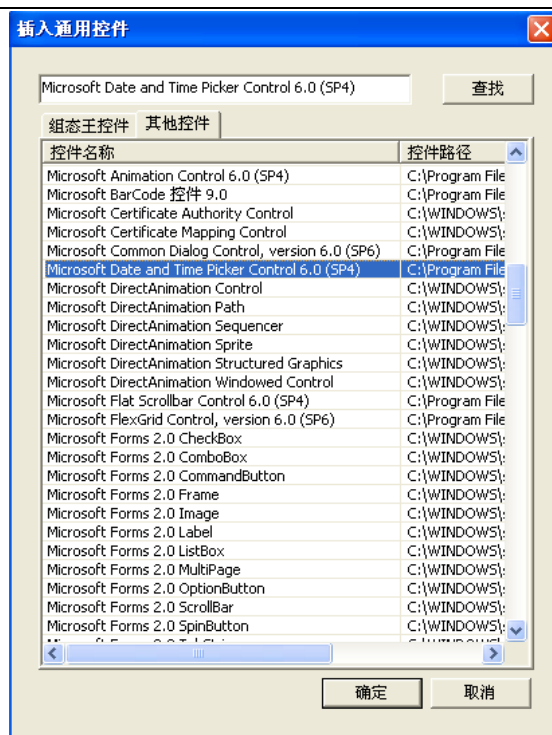 插入通用控件
Microsoft Date and Time Picker Control 6.0 (SP4) 查找
组态王控件 其他控件
控件名称 控件路径
Microsoft Animation Control 6.0 (SP4) C:\Program File
Microsoft BarCode 控件 9.0 C:\Program File
Microsoft Certificate Authority Control C:\WINDOWS\
Microsoft Certificate Mapping Control C:\WINDOWS\
Microsoft Common Dialog Control, version 6.0 (SP6) C:\Program File
Microsoft Date and Time Picker Control 6.0 (SP4) C:\Program File
Microsoft DirectAnimation Control C:\WINDOWS\
Microsoft DirectAnimation Path C:\WINDOWS\
Microsoft DirectAnimation Sequencer C:\WINDOWS\
Microsoft DirectAnimation Sprite C:\WINDOWS\
Microsoft DirectAnimation Structured Graphics C:\WINDOWS\
Microsoft DirectAnimation Windowed Control C:\WINDOWS\
Microsoft Flat Scrollbar Control 6.0 (SP4) C:\Program File
Microsoft FlexGrid Control, version 6.0 (SP6) C:\Program File
Microsoft Forms 2.0 CheckBox C:\WINDOWS\
Microsoft Forms 2.0 ComboBox C:\WINDOWS\
Microsoft Forms 2.0 CommandButton C:\WINDOWS\
Microsoft Forms 2.0 Frame C:\WINDOWS\
Microsoft Forms 2.0 Image C:\WINDOWS\
Microsoft Forms 2.0 Label C:\WINDOWS\
Microsoft Forms 2.0 ListBox C:\WINDOWS\
Microsoft Forms 2.0 MultiPage C:\WINDOWS\
Microsoft Forms 2.0 OptionButton C:\WINDOWS\
Microsoft Forms 2.0 ScrollBar C:\WINDOWS\
Microsoft Forms 2.0 SpinButton C:\WINDOWS\
确定 取消